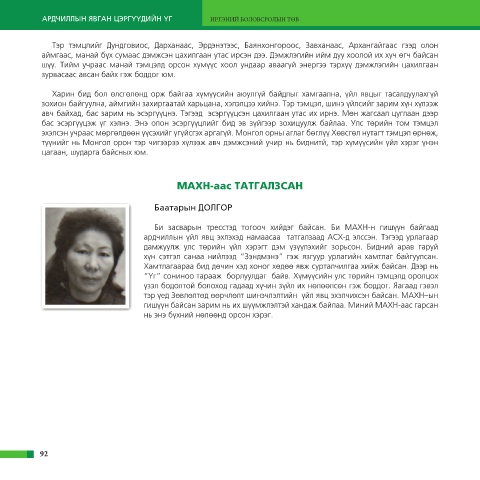 АРДЧИЛЛЫН ЯВГАН ЦЭРГҮҮДИЙН ҮГ ИРГЭНИЙ БОЛОВСРОЛЫН ТӨВ
Тэр тэмцлийг Дундговиос, Дарханаас, Эрдэнэтээс, Баянхонгороос, Завханаас, Архангайгаас гээд олон
аймгаас, манай бүх сумаас дэмжсэн цахилгаан утас ирсэн дээ. Дэмжлэгийн ийм дуу хоолой их хүч өгч байсан
шүү. Тийм учраас манай тэмцэлд орсон хүмүүс хоол ундаар аваагүй энергээ тэрхүү дэмжлэгийн цахилгаан
зурвасаас авсан байх гэж боддог юм.
Харин бид бол өлсгөлөнд орж байгаа хүмүүсийн аюулгүй байдлыг хамгаална, үйл явцыг тасалдуулахгүй
зохион байгуулна, аймгийн захиргаатай харьцана, хэлэлцээ хийнэ. Тэр тэмцэл, шинэ үйлсийг зарим хүн хүлээж
авч байхад, бас зарим нь эсэргүүцнэ. Тэгээд эсэргүүцсэн цахилгаан утас их ирнэ. Мөн жагсаал цуглаан дээр
бас эсэргүүцэж үг хэлнэ. Энэ олон эсэргүүцлийг бид эв зүйгээр зохицуулж байлаа. Улс төрийн том тэмцэл
эхэлсэн учраас мөргөлдөөн үүсэхийг үгүйсгэх аргагүй. Монгол орны аглаг бөглүү Хөвсгөл нутагт тэмцэл өрнөж,
түүнийг нь Монгол орон тэр чигээрээ хүлээж авч дэмжсэний учир нь биднитй, тэр хүмүүсийн үйл хэрэг үнэн
цагаан, шударга байсных юм.
МАХН-аас ТАТГАЛЗСАН
Баатарын ДОЛГОР
Би засварын трестэд тогооч хийдэг байсан. Би МАХН-н гишүүн байгаад
ардчиллын үйл явц эхлэхэд намаасаа татгалзаад АСХ-д элссэн. Тэгээд урлагаар
дамжуулж улс төрийн үйл хэрэгт дэм үзүүлэхийг зорьсон. Бидний арав гаруй
хүн сэтгэл санаа нийлээд “Зэндмэнэ” гэж язгуур урлагийн хамтлаг байгуулсан.
Хамтлагаараа бид дөчин хэд хоног хөдөө явж суртапчилгаа хийж байсан. Дээр нь
“Үг” сониноо тарааж борлуулдаг байв. Хүмүүсийн улс төрийн тэмцэлд оролцох
үзэл бодолтой болоход гадаад хүчин зүйл их нөлөөлсөн гэж боддог. Яагаад гэвэл
тэр үед Зөвлөлтөд өөрчлөлт шинэчлэлтийн үйл явц эхэлчихсэн байсан. МАХН–ын
гишүүн байсан зарим нь их шүүмжлэлтэй хандаж байлаа. Миний МАХН-аас гарсан
нь энэ бүхний нөлөөнд орсон хэрэг.
92